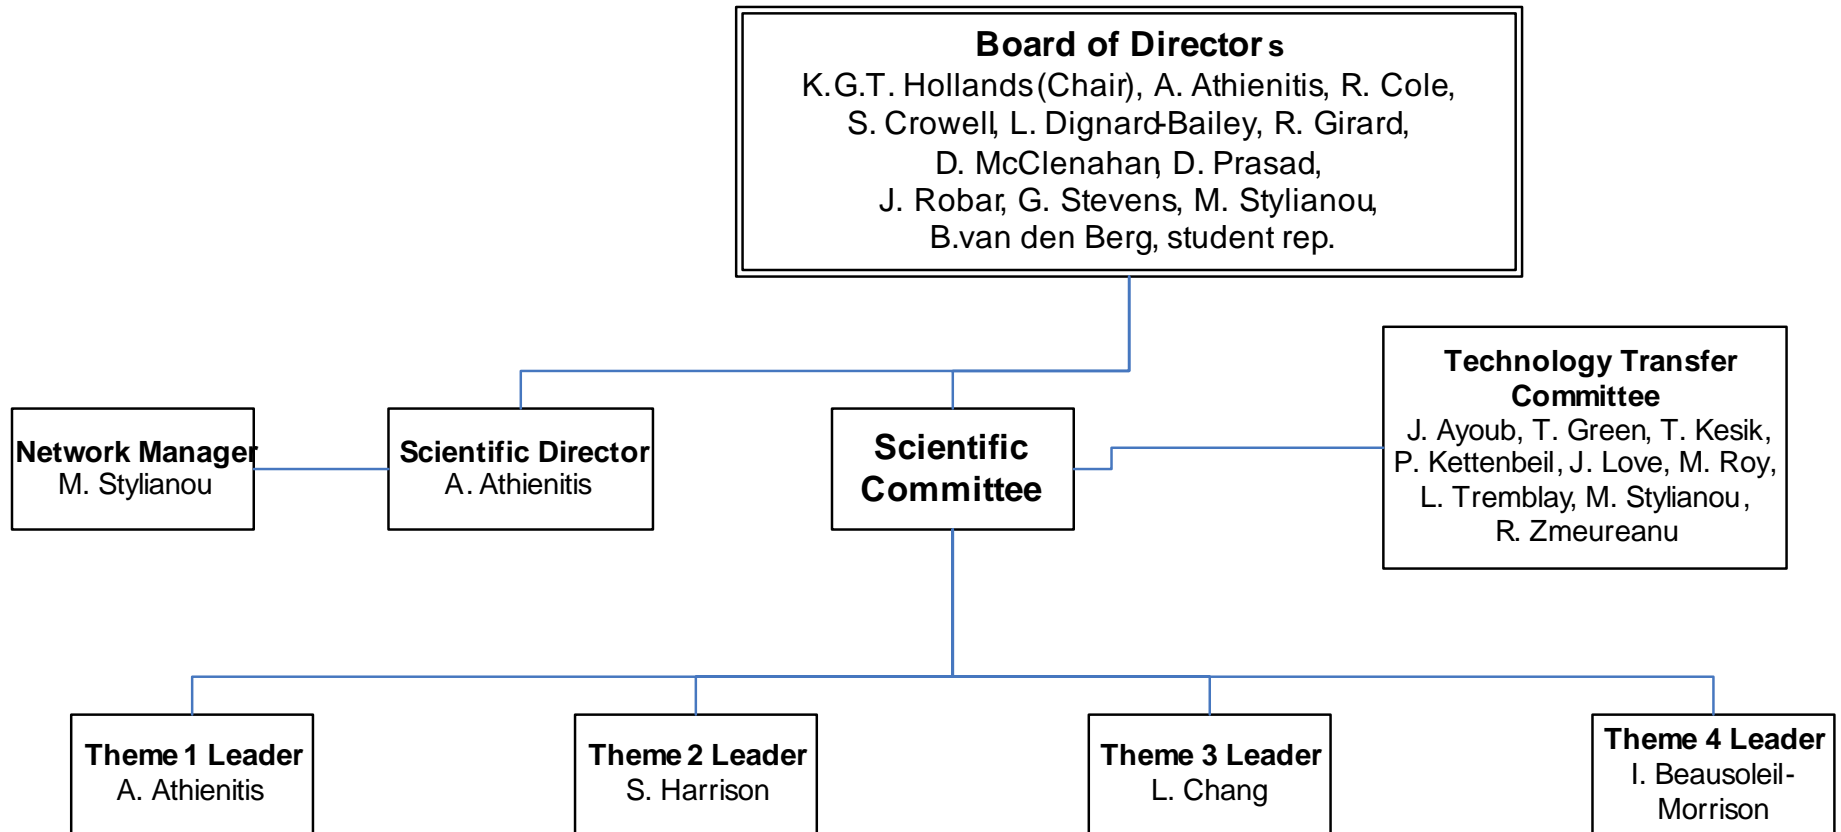 Board of Directors
K.G.T. Hollands (Chair), A. Athienitis, R. Cole,
S. Crowell, L. Dignard-Bailey, R. Girard,
D. McClenahan, D. Prasad,
J. Robar, G. Stevens, M. Stylianou,
B.van den Berg, student rep.
Technology Transfer
Committee
J. Ayoub, T. Green, T. Kesik,
P. Kettenbeil, J. Love, M. Roy,
L. Tremblay, M. Stylianou,
R. Zmeureanu
Network Manager
M. Stylianou
Scientific Director
A. Athienitis
Scientific
Committee
Theme 1 Leader
A. Athienitis
Theme 2 Leader
S. Harrison
Theme 3 Leader
L. Chang
Theme 4 Leader
I. Beausoleil-
Morrison